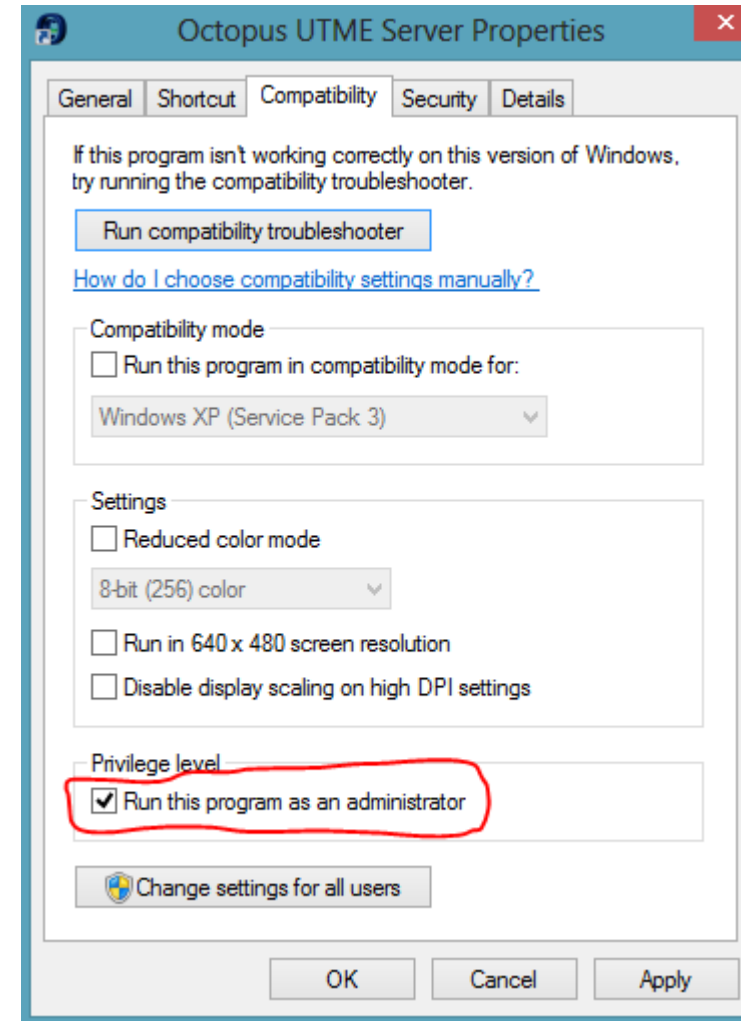 Octopus UTME Server Properties
General Shortcut Compatibility Security Details
If this program isn't working correctly on this version of Windows,
try running the compatibility troubleshooter.
Run compatibility troubleshooter
How do I choose compatibility settings manually?
Compatibility mode
Run this program in compatibility mode for:
Windows XP (Service Pack 3)
Settings
Reduced color mode
8-bit (256) color
Run in 640 x 480 screen resolution
Disable display scaling on high DPI settings
Privilege level
Run this program as an administrator
Change settings for all users
OK Cancel Apply